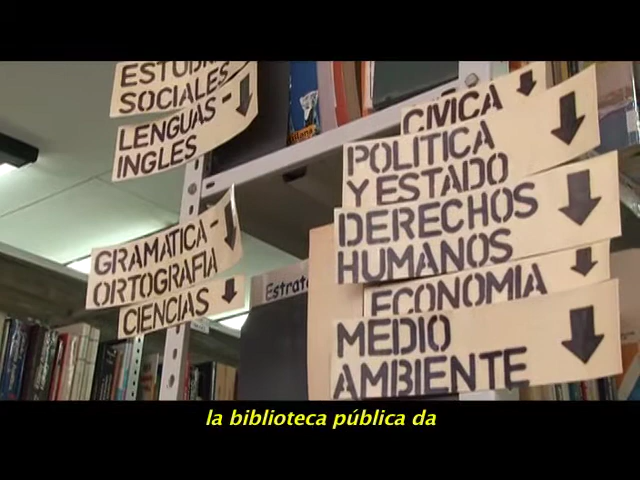 ESTUDIOS
SOCIALES
LENGUAS -
INGLES
GRAMATICA -
ORTOGRAFIA
CIENCIAS
Estrate
CIVICA
POLITICA
Y ESTADO
DERECHOS
HUMANOS
ECONOMIA
MEDIO
AMBIENTE
la biblioteca pública da